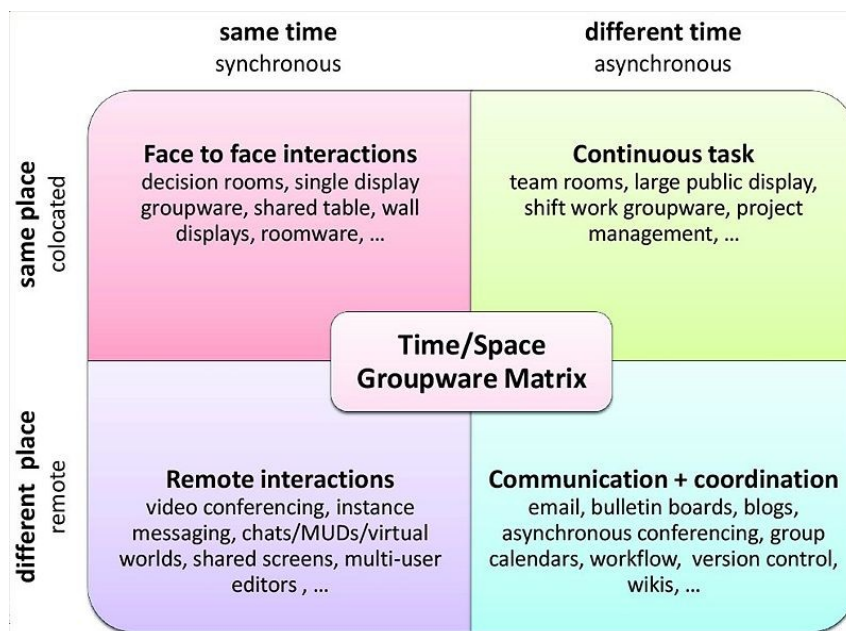 same time
synchronous
different time
asynchronous
same place
colocated
Face to face interactions
decision rooms, single display
groupware, shared table, wall
displays, roomware, ...
Continuous task
team rooms, large public display,
shift work groupware, project
management, ...
Time/Space
Groupware Matrix
different place
remote
Remote interactions
video conferencing, instance
messaging, chats/MUDs/virtual
worlds, shared screens, multi-user
editors , ...
Communication + coordination
email, bulletin boards, blogs,
asynchronous conferencing, group
calendars, workflow, version control,
wikis, ...